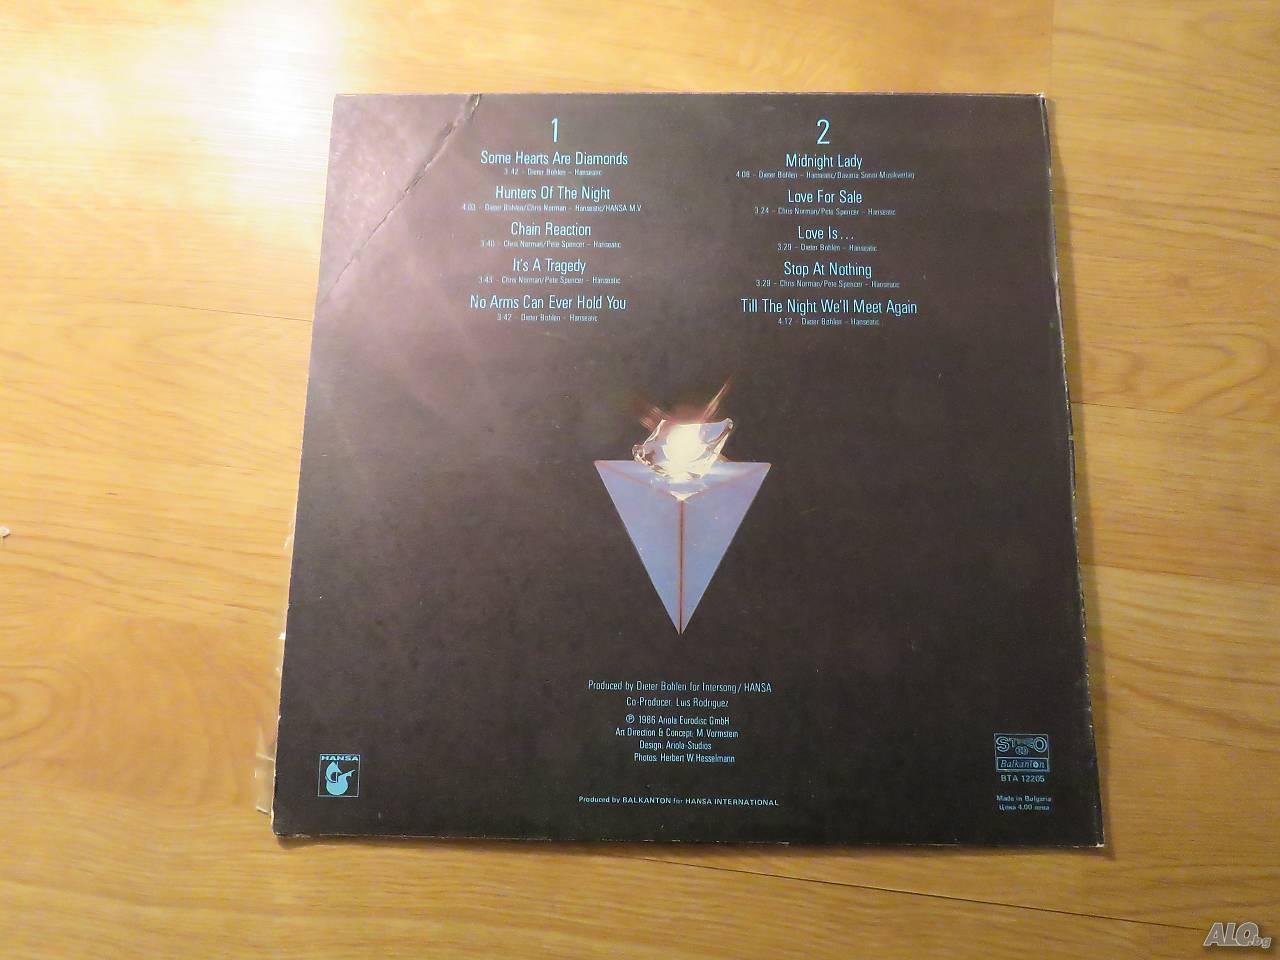 1
Some Hearts Are Diamonds
3:42 - Dieter Bohlen - Hanseatic
Hunters Of The Night
4:03 - Dieter Bohlen/Chris Norman - Hanseatic/HANSA M.V.
Chain Reaction
3:40 - Chris Norman/Pete Spencer - Hanseatic
It's A Tragedy
3:43 - Chris Norman/Pete Spencer - Hanseatic
No Arms Can Ever Hold You
3:42 - Dieter Bohlen - Hanseatic
2
Midnight Lady
4:08 - Dieter Bohlen - Hanseatic/Bavaria Sonor Musikverlag
Love For Sale
3:24 - Chris Norman/Pete Spencer - Hanseatic
Love Is...
3:29 - Dieter Bohlen - Hanseatic
Stop At Nothing
3:29 - Chris Norman/Pete Spencer - Hanseatic
Till The Night We'll Meet Again
4:12 - Dieter Bohlen - Hanseatic
Produced by Dieter Bohlen for Intersong/HANSA
Co-Producer: Luis Rodriguez
℗ 1986 Ariola Eurodisc GmbH
Art Direction & Concept: M. Vormstein
Design: Ariola-Studios
Photos: Herbert W. Hesselmann
HANSA
Produced by BALKANTON for HANSA INTERNATIONAL
STEREO
33
Balkanton
BTA 12205
Made in Bulgaria
Цена 4,00 лева
ALO.bg